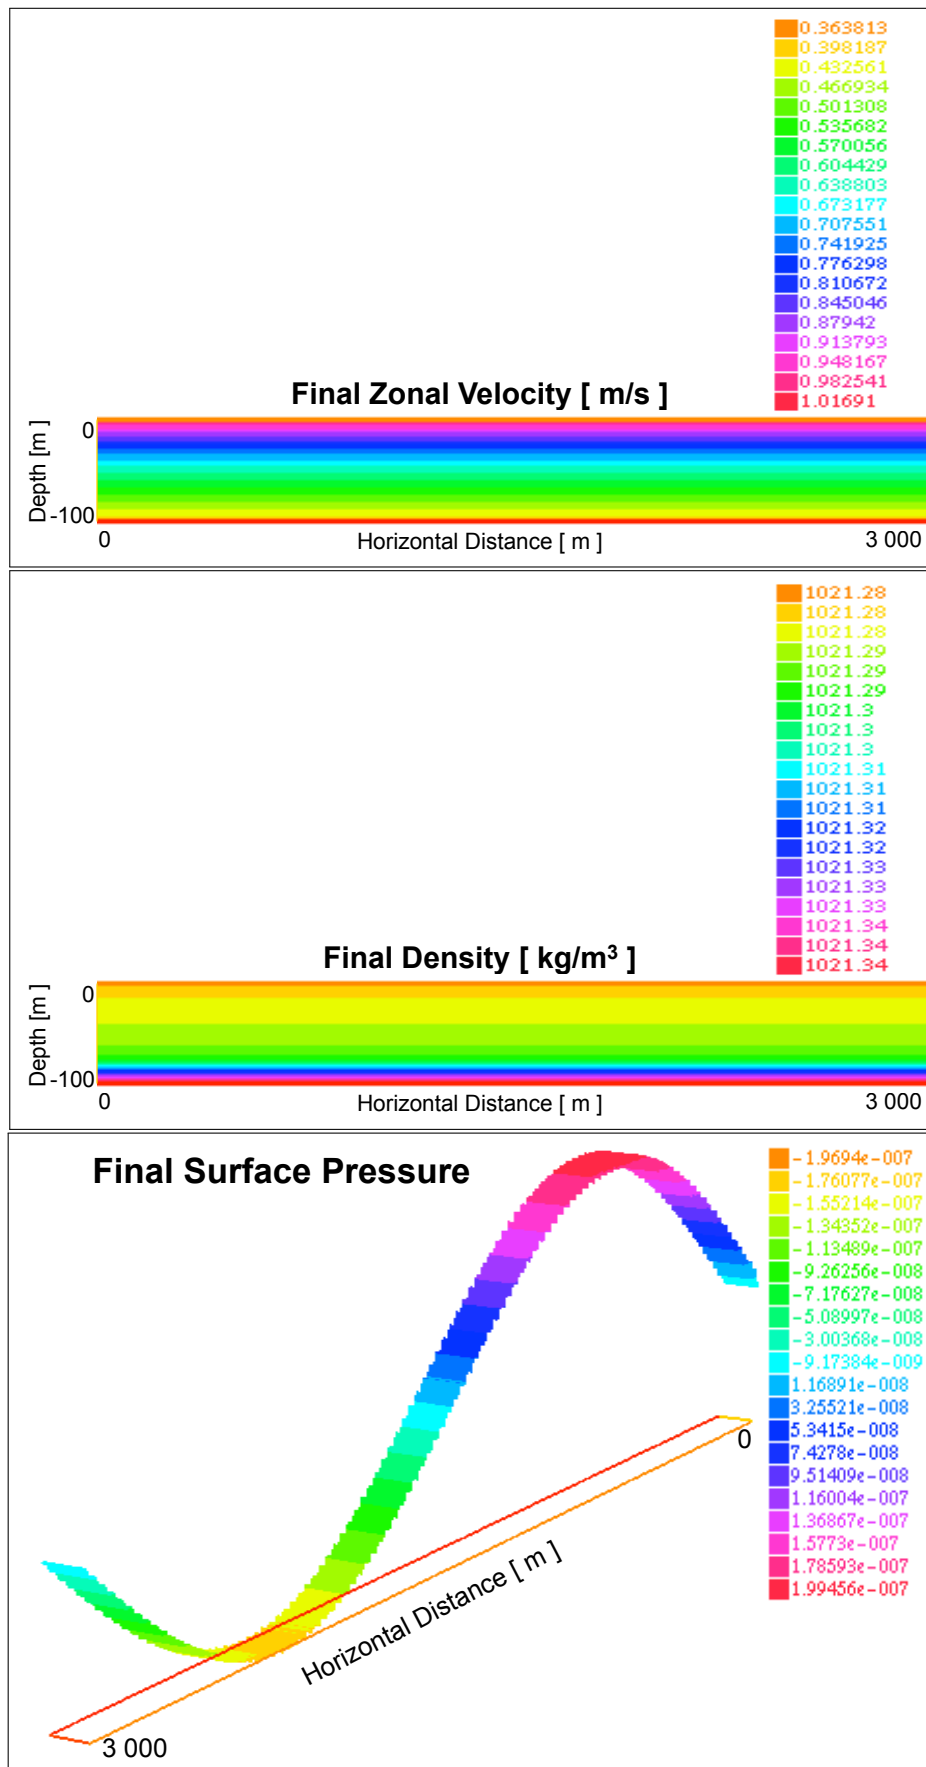 0.363813
0.398187
0.432561
0.466934
0.501308
0.535682
0.570056
0.604429
0.638803
0.673177
0.707551
0.741925
0.776298
0.810672
0.845046
0.87942
0.913793
0.948167
0.982541
1.01691
Final Zonal Velocity [ m/s ]
Depth [m ]
0
-100
0
Horizontal Distance [ m ]
3 000
1021.28
1021.28
1021.28
1021.29
1021.29
1021.29
1021.3
1021.3
1021.3
1021.31
1021.31
1021.31
1021.32
1021.32
1021.33
1021.33
1021.33
1021.34
1021.34
1021.34
Final Density [ kg/m³ ]
Depth [m ]
0
-100
0
Horizontal Distance [ m ]
3 000
Final Surface Pressure
-1.9694e-007
-1.76077e-007
-1.55214e-007
-1.34352e-007
-1.13489e-007
-9.26256e-008
-7.17627e-008
-5.08997e-008
-3.00368e-008
-9.17384e-009
1.16891e-008
3.25521e-008
5.3415e-008
7.4278e-008
9.51409e-008
1.16004e-007
1.36867e-007
1.5773e-007
1.78593e-007
1.99456e-007
0
Horizontal Distance [ m ]
3 000